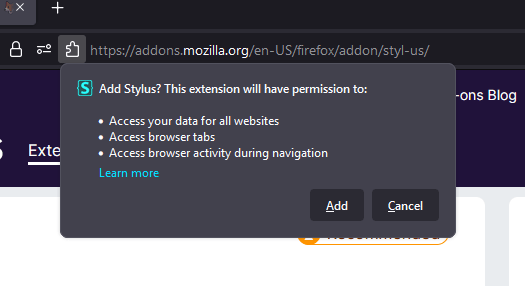 https://addons.mozilla.org/en-US/firefox/addon/styl-us/
Add Stylus? This extension will have permission to:
-ons Blog
• Access your data for all websites
Exte
• Access browser tabs
• Access browser activity during navigation
Learn more
Add
Cancel
Recommended